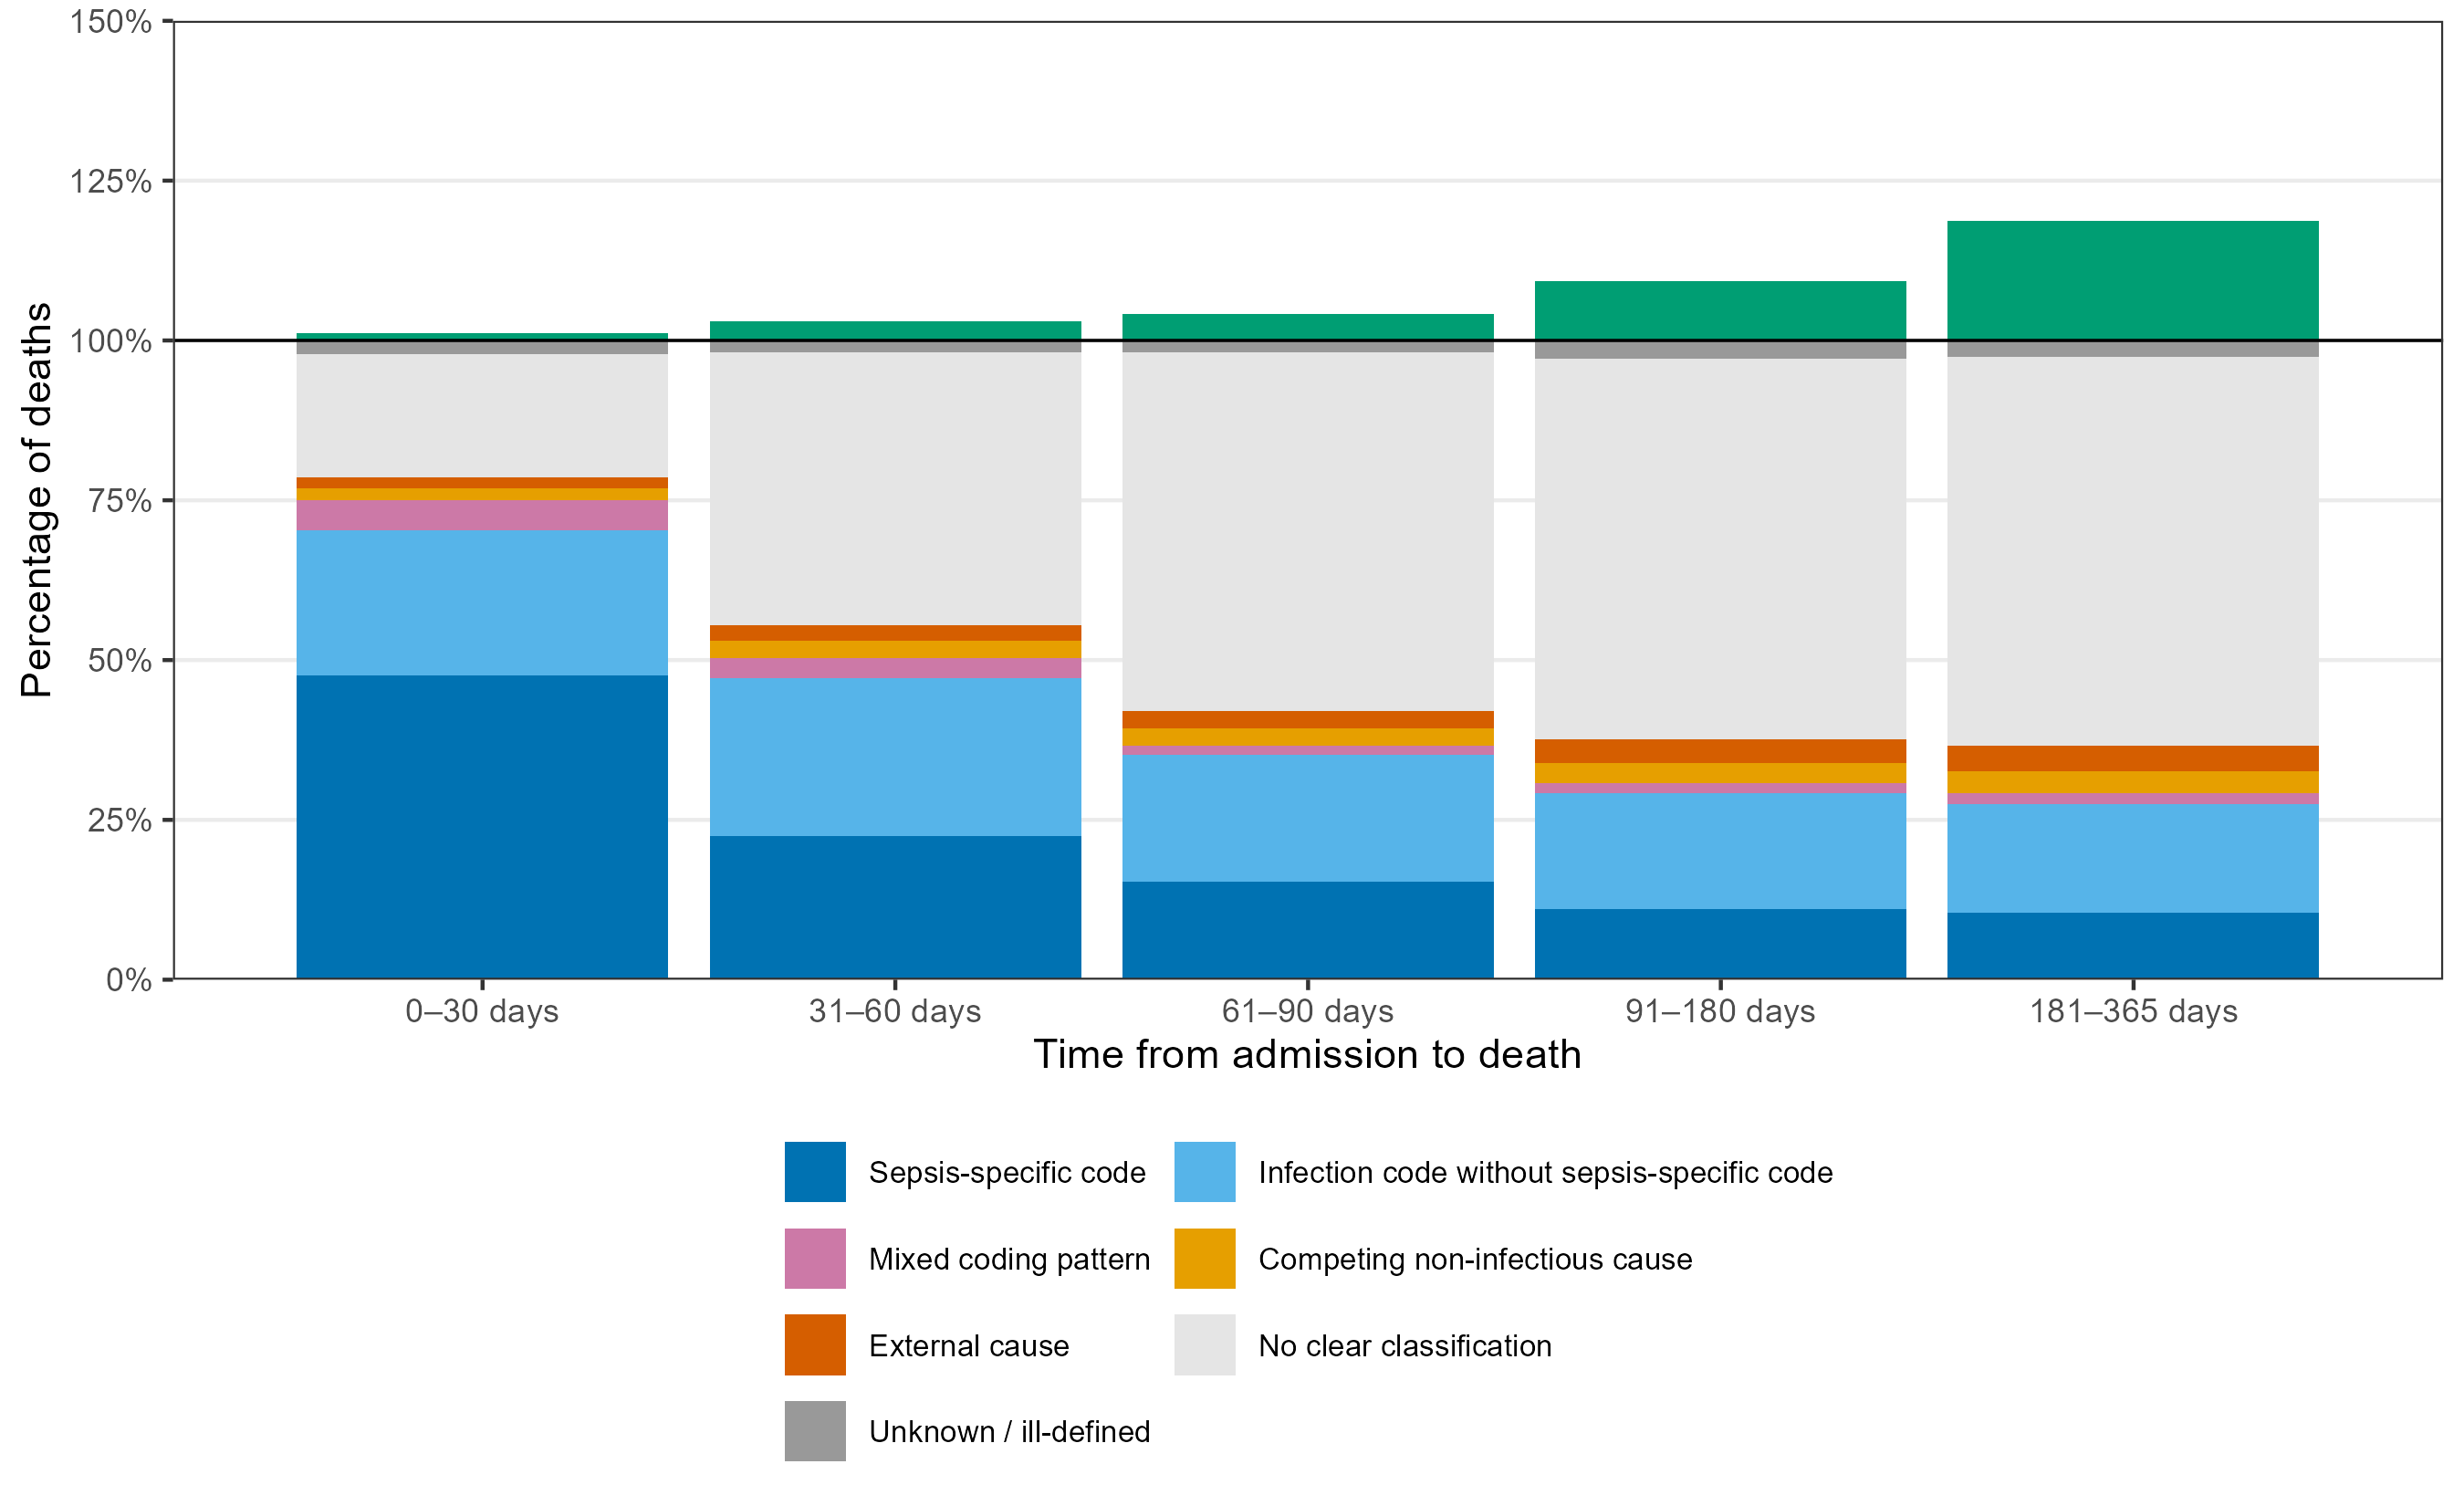 150%
125%
100%
75%
50%
25%
0%
Percentage of deaths
0–30 days
31–60 days
61–90 days
91–180 days
181–365 days
Time from admission to death
Sepsis-specific code
Infection code without sepsis-specific code
Mixed coding pattern
Competing non-infectious cause
External cause
No clear classification
Unknown / ill-defined